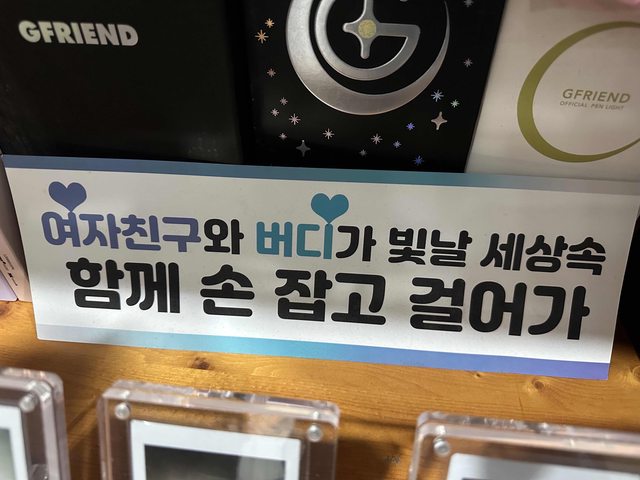 GFRIEND
GFRIEND
OFFICIAL PEN LIGHT
여자친구와 버디가 빛날 세상속
함께 손 잡고 걸어가